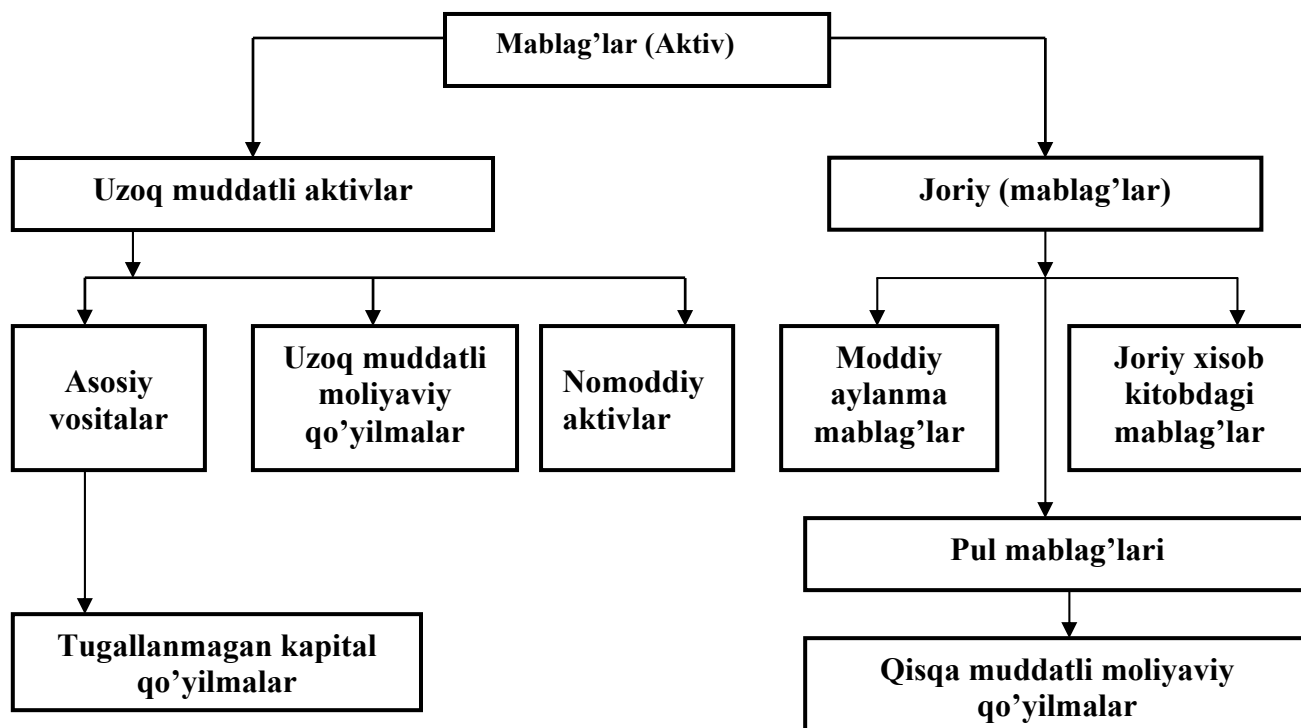 Mablag’lar (Aktiv)
Uzoq muddatli aktivlar
Joriy (mablag’lar)
Asosiy
vositalar
Uzoq muddatli
moliyaviy
qo’yilmalar
Nomoddiy
aktivlar
Moddiy
aylanma
mablag’lar
Joriy xisob
kitobdagi
mablag’lar
Pul mablag’lari
Tugallanmagan kapital
qo’yilmalar
Qisqa muddatli moliyaviy
qo’yilmalar